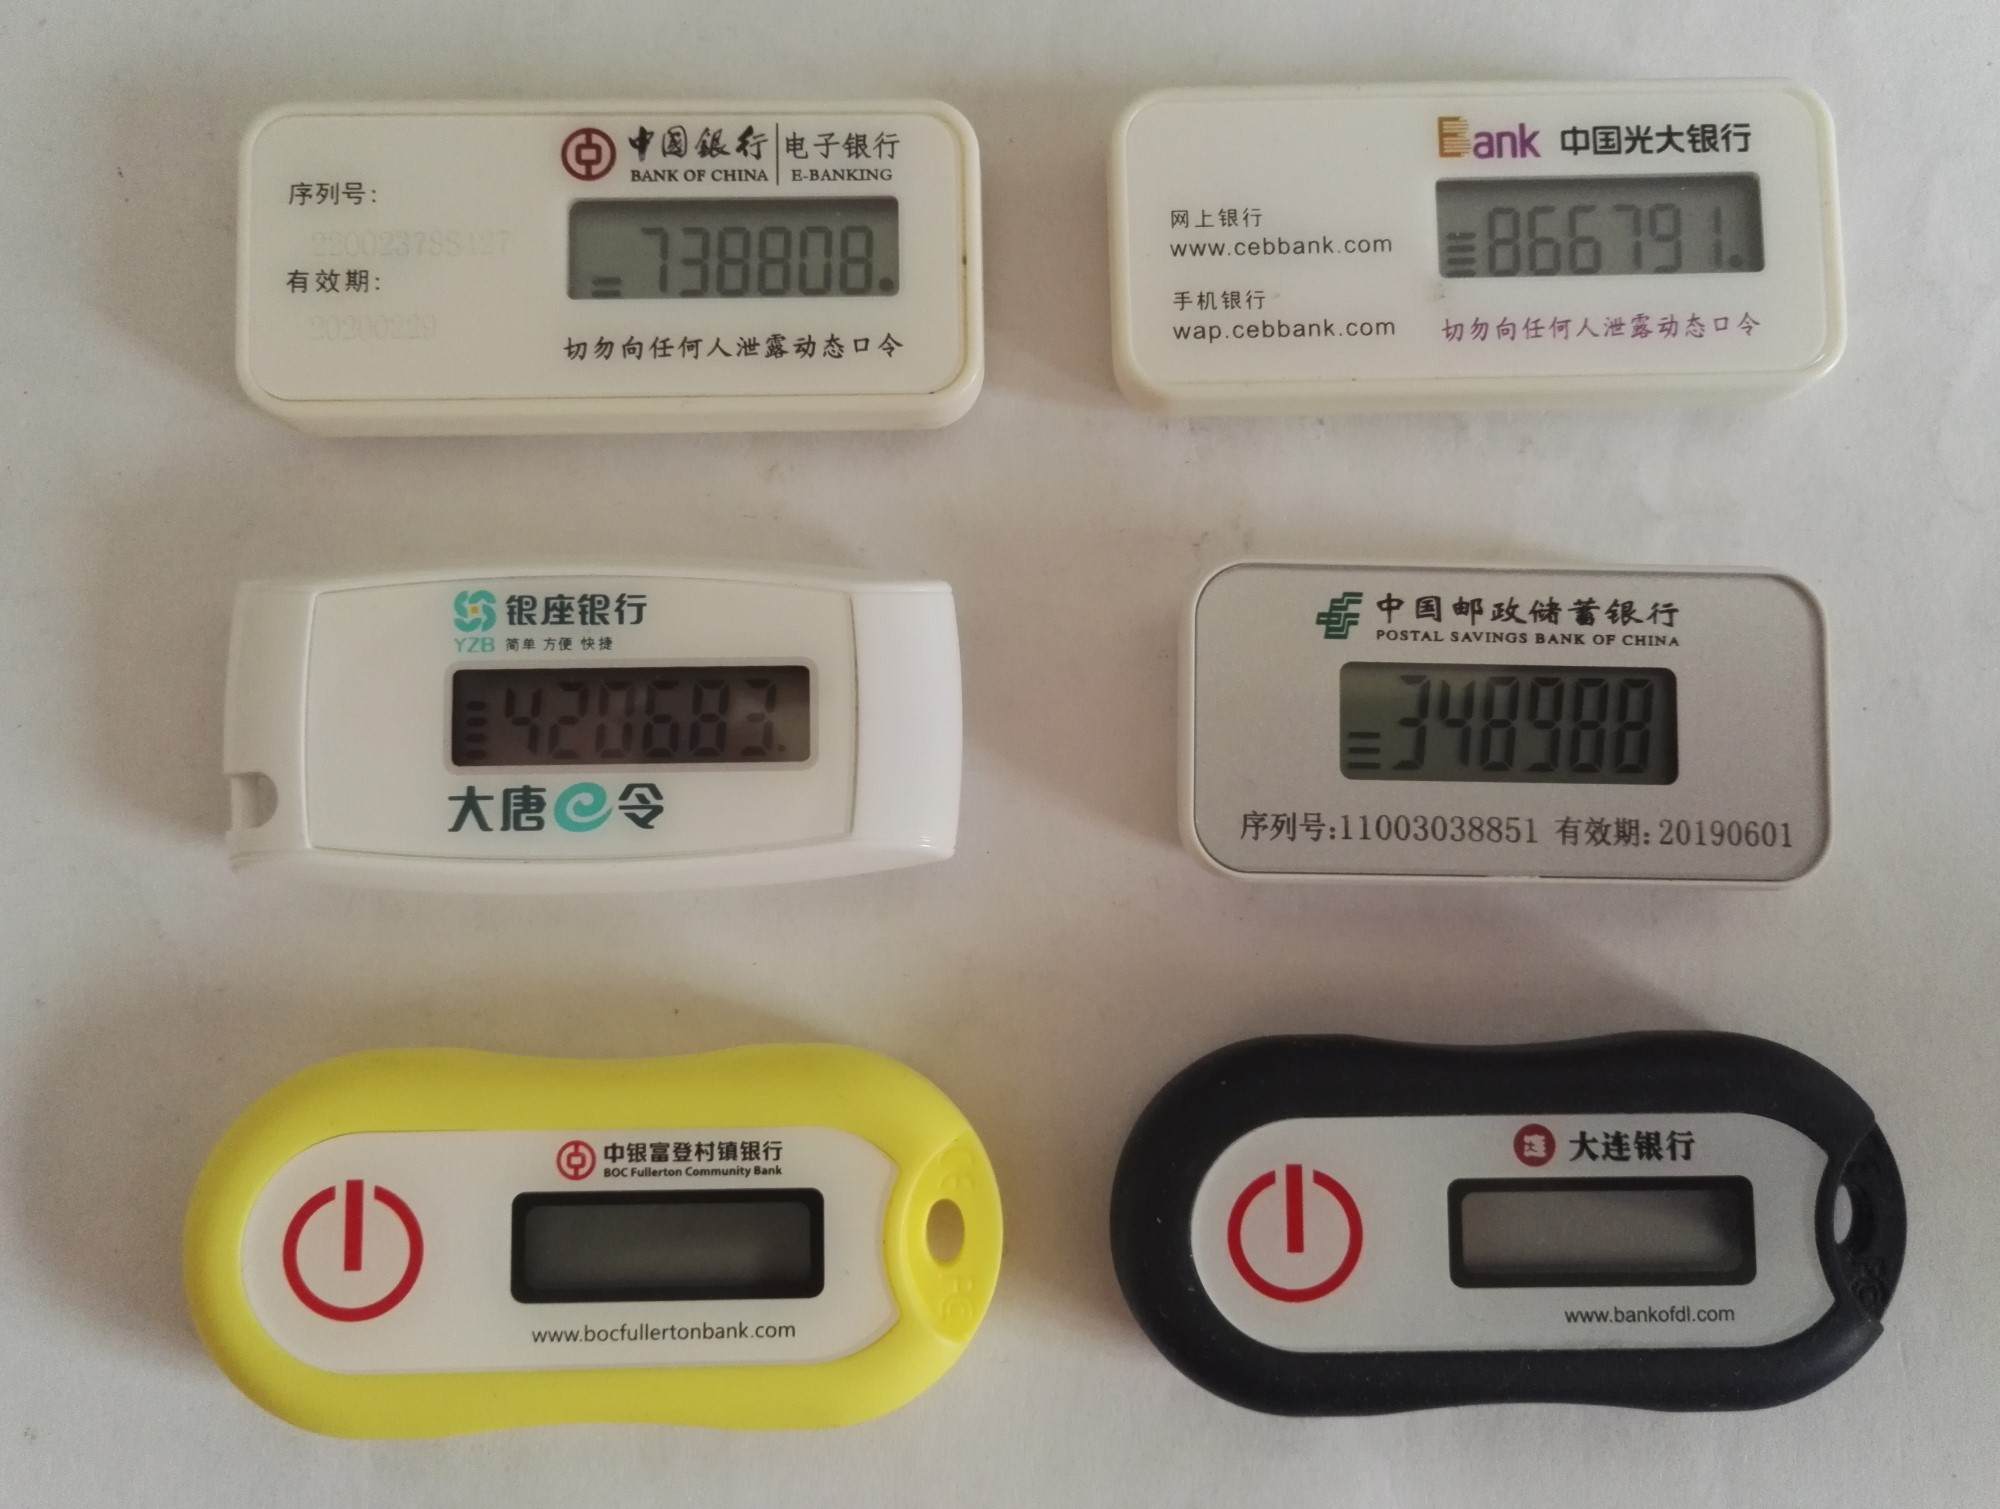 中国银行 电子银行
BANK OF CHINA E-BANKING
序列号:
738808.
有效期:
20200229
切勿向任何人泄露动态口令
Bank 中国光大银行
网上银行
www.cebbank.com
866791.
手机银行
wap.cebbank.com
切勿向任何人泄露动态口令
银座银行
YZB 简单 方便 快捷
420683.
大唐e令
中国邮政储蓄银行
POSTAL SAVINGS BANK OF CHINA
348988
序列号:11003038851 有效期:20190601
中银富登村镇银行
BOC Fullerton Community Bank
www.bocfullertonbank.com
大连银行
www.bankofdl.com